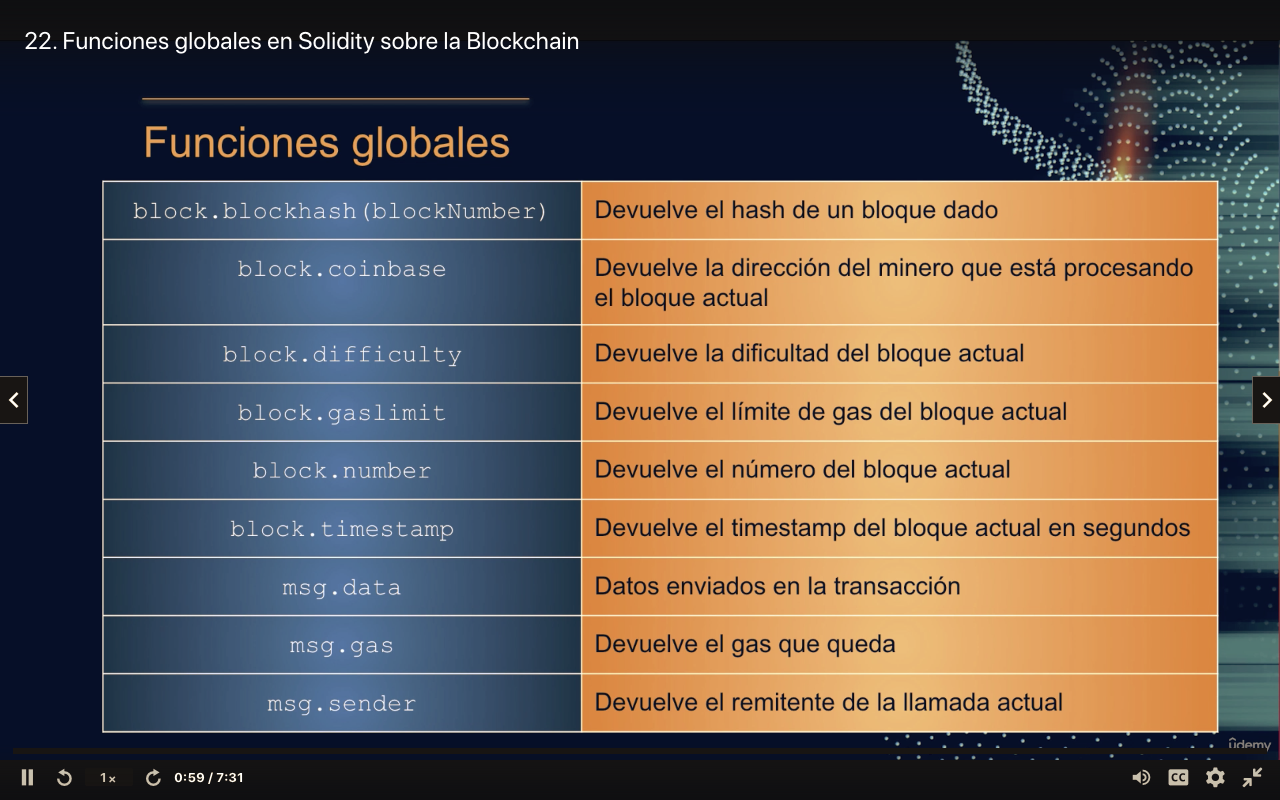 22. Funciones globales en Solidity sobre la Blockchain
Funciones globales
block.blockhash(blockNumber)
Devuelve el hash de un bloque dado
block.coinbase
Devuelve la dirección del minero que está procesando
el bloque actual
block.difficulty
Devuelve la dificultad del bloque actual
block.gaslimit
Devuelve el límite de gas del bloque actual
block.number
Devuelve el número del bloque actual
block.timestamp
Devuelve el timestamp del bloque actual en segundos
msg.data
Datos enviados en la transacción
msg.gas
Devuelve el gas que queda
msg.sender
Devuelve el remitente de la llamada actual
ûdemy
1x
0:59 / 7:31
CC